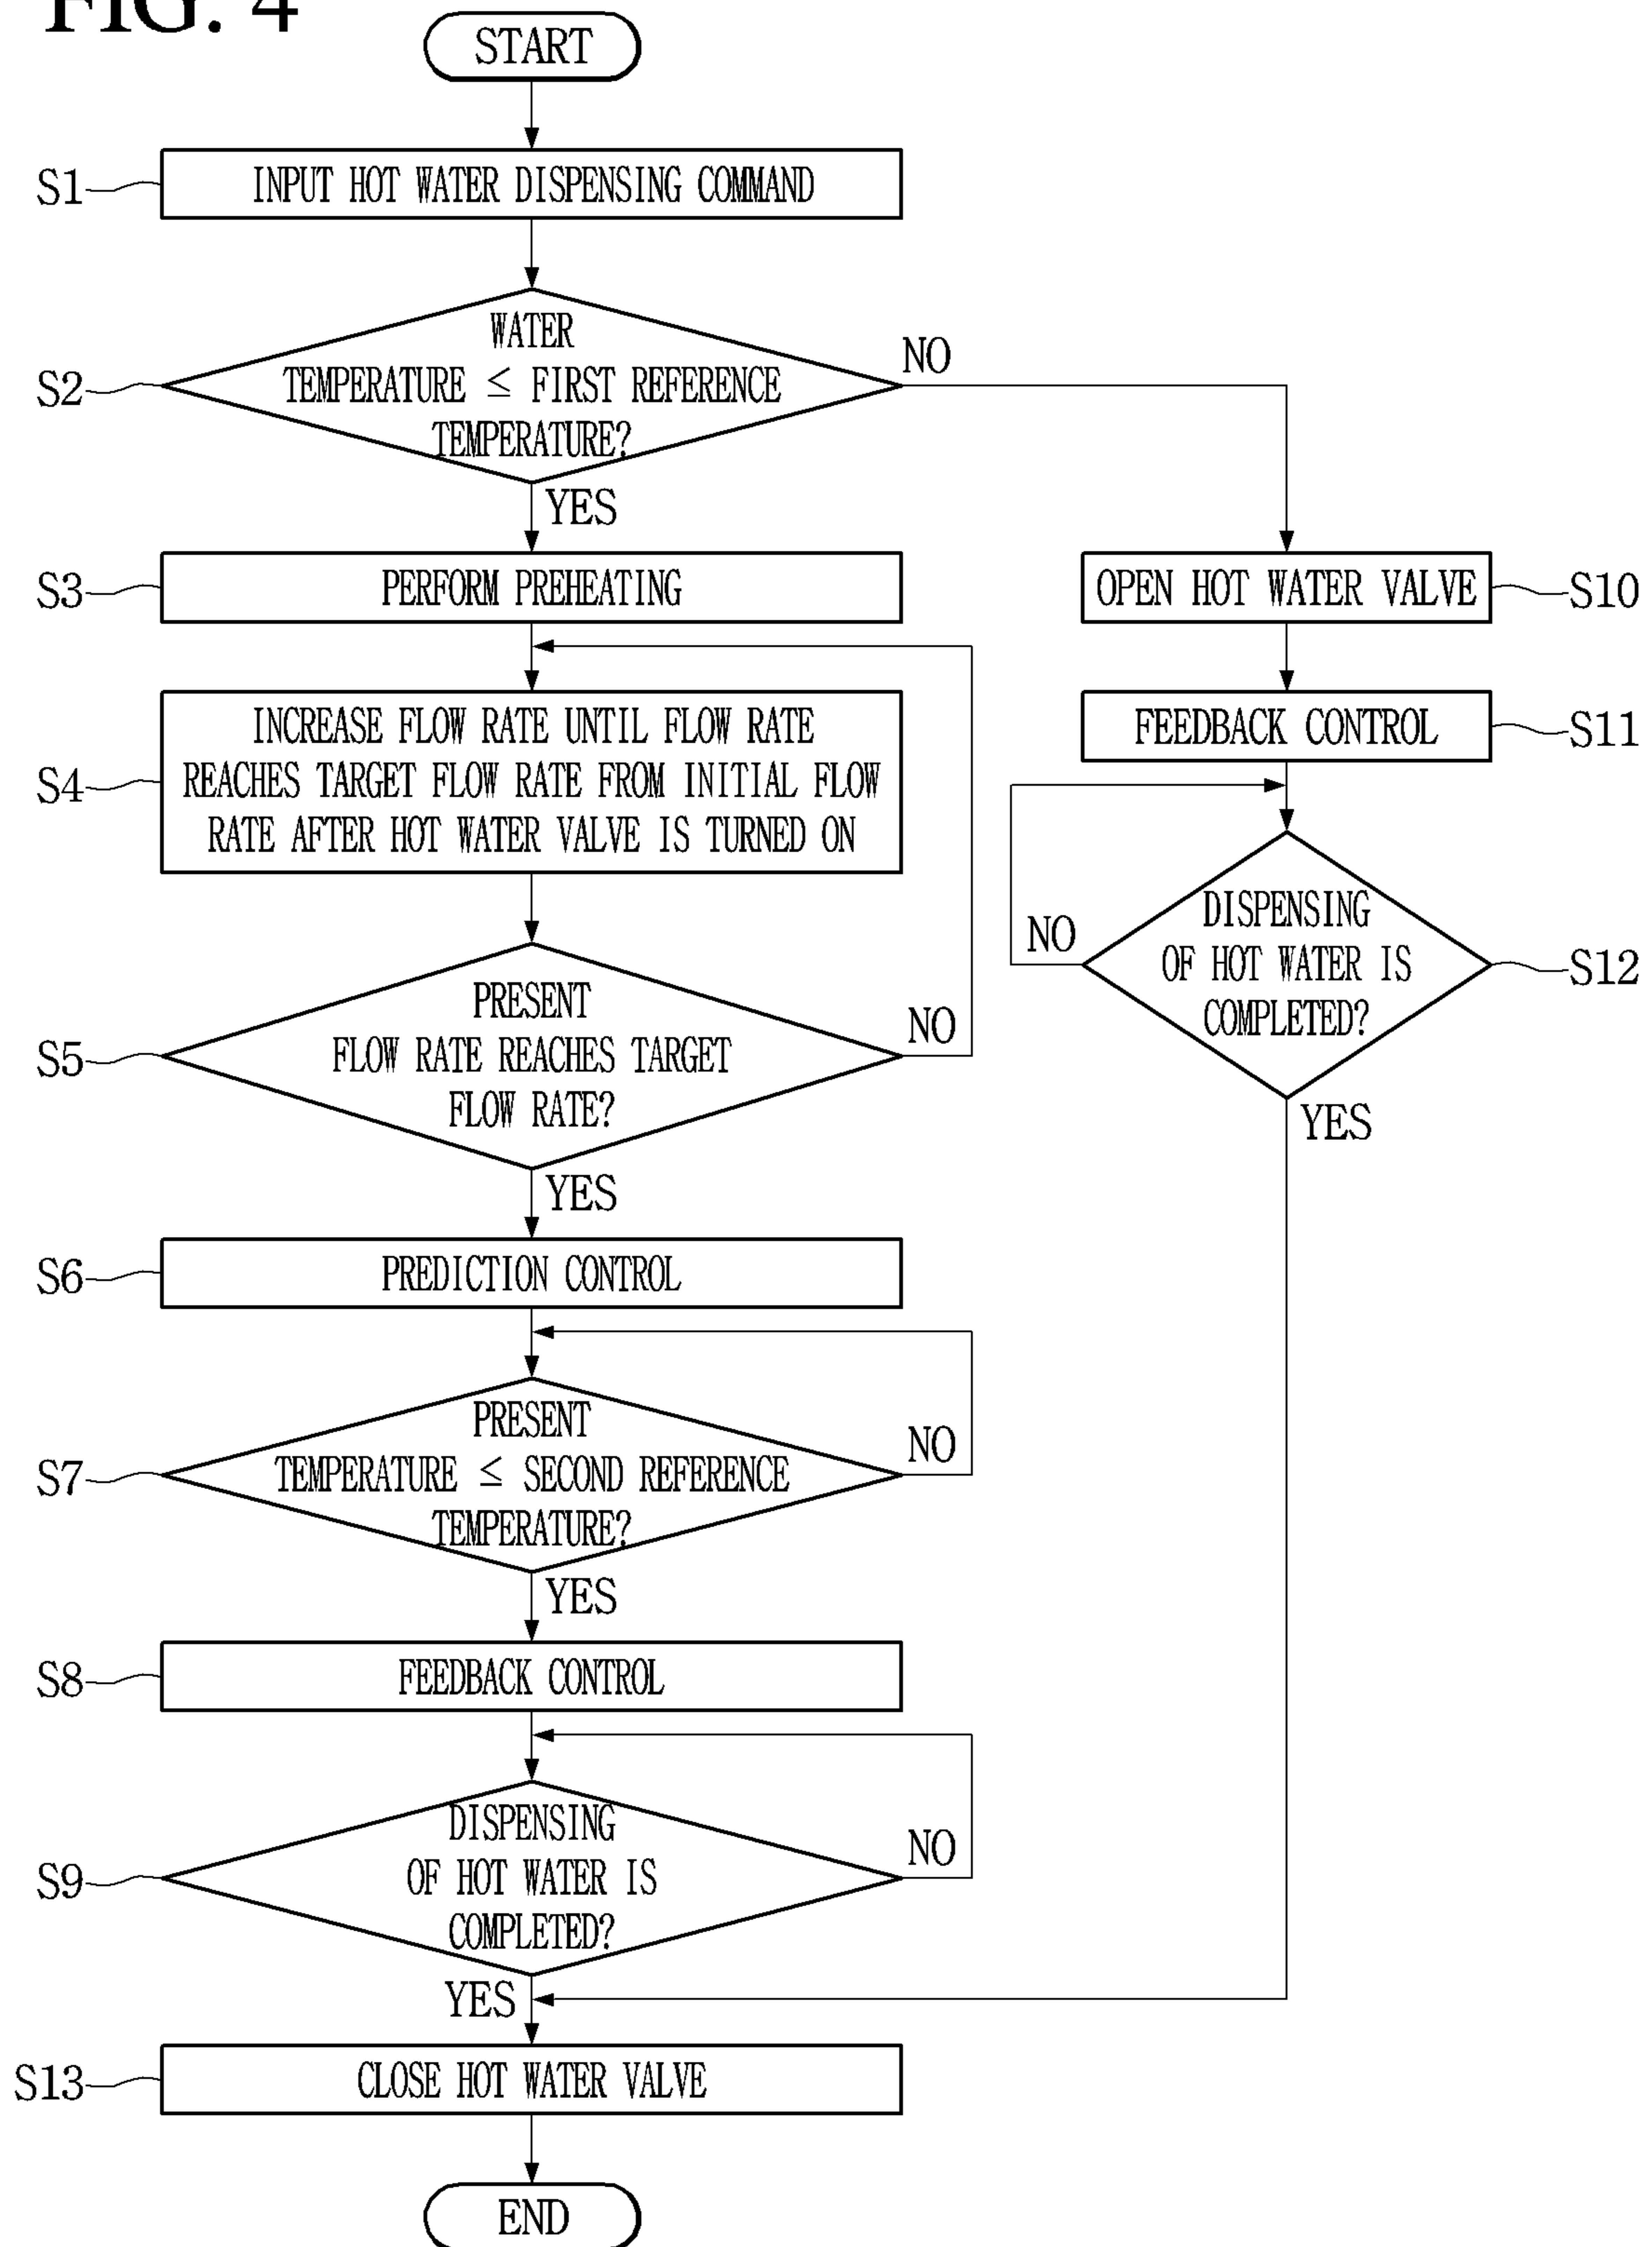 FIG. 4
START
S1
INPUT HOT WATER DISPENSING COMMAND
S2
WATER
TEMPERATURE ≤ FIRST REFERENCE
TEMPERATURE?
NO
YES
S3
PERFORM PREHEATING
OPEN HOT WATER VALVE
S10
S4
INCREASE FLOW RATE UNTIL FLOW RATE
REACHES TARGET FLOW RATE FROM INITIAL FLOW
RATE AFTER HOT WATER VALVE IS TURNED ON
FEEDBACK CONTROL
S11
DISPENSING
OF HOT WATER IS
COMPLETED?
NO
S12
YES
S5
PRESENT
FLOW RATE REACHES TARGET
FLOW RATE?
NO
YES
S6
PREDICTION CONTROL
S7
PRESENT
TEMPERATURE ≤ SECOND REFERENCE
TEMPERATURE?
NO
YES
S8
FEEDBACK CONTROL
S9
DISPENSING
OF HOT WATER IS
COMPLETED?
NO
YES
S13
CLOSE HOT WATER VALVE
END